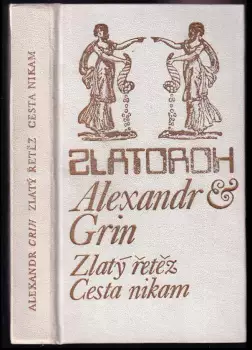 ALEXANDR GRIN ZLATÝ ŘETĚZ CESTA NIKAM
ZLATOROH
Alexandr &
Grin
Zlatý řetěz
Cesta nikam